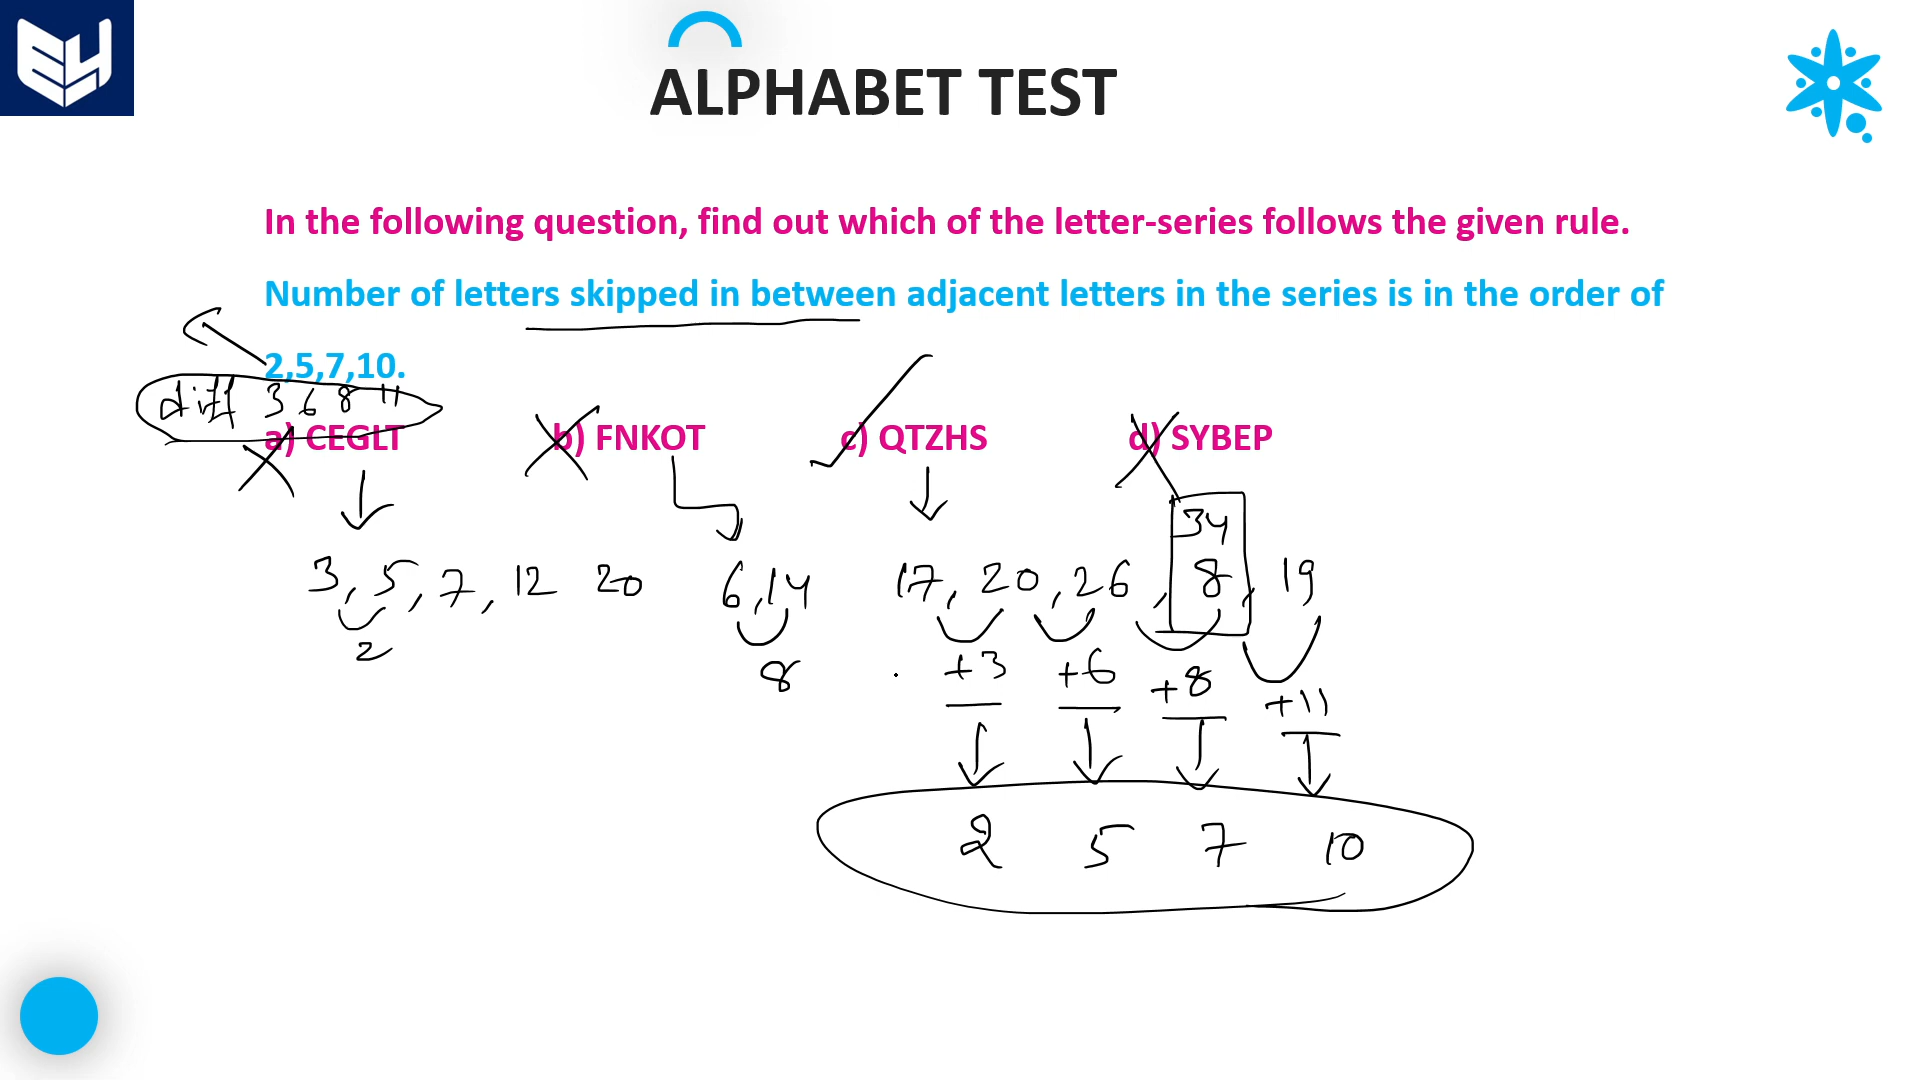 ALPHABET TEST
In the following question, find out which of the letter-series follows the given rule.
Number of letters skipped in between adjacent letters in the series is in the order of
2,5,7,10.
diff 3 6 8 11
a) CEGLT b) FNKOT c) QTZHS d) SYBEP
34
3, 5, 7, 12 20 6,14 17, 20, 26, 8, 19
2 8 +3 +6 +8 +11
2 5 7 10